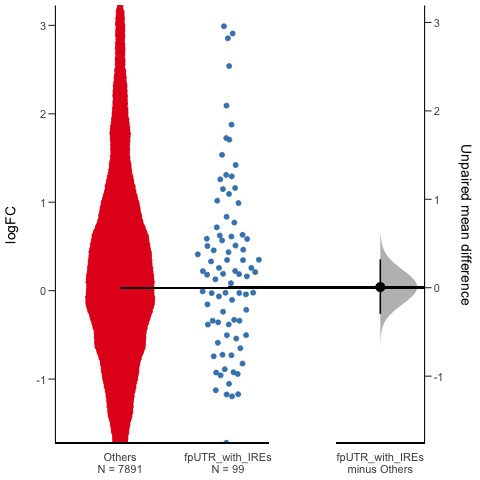 logFC
3
2
1
0
-1
3
2
1
0
-1
Unpaired mean difference
Others
N = 7891
fpUTR_with_IREs
N = 99
fpUTR_with_IREs
minus Others